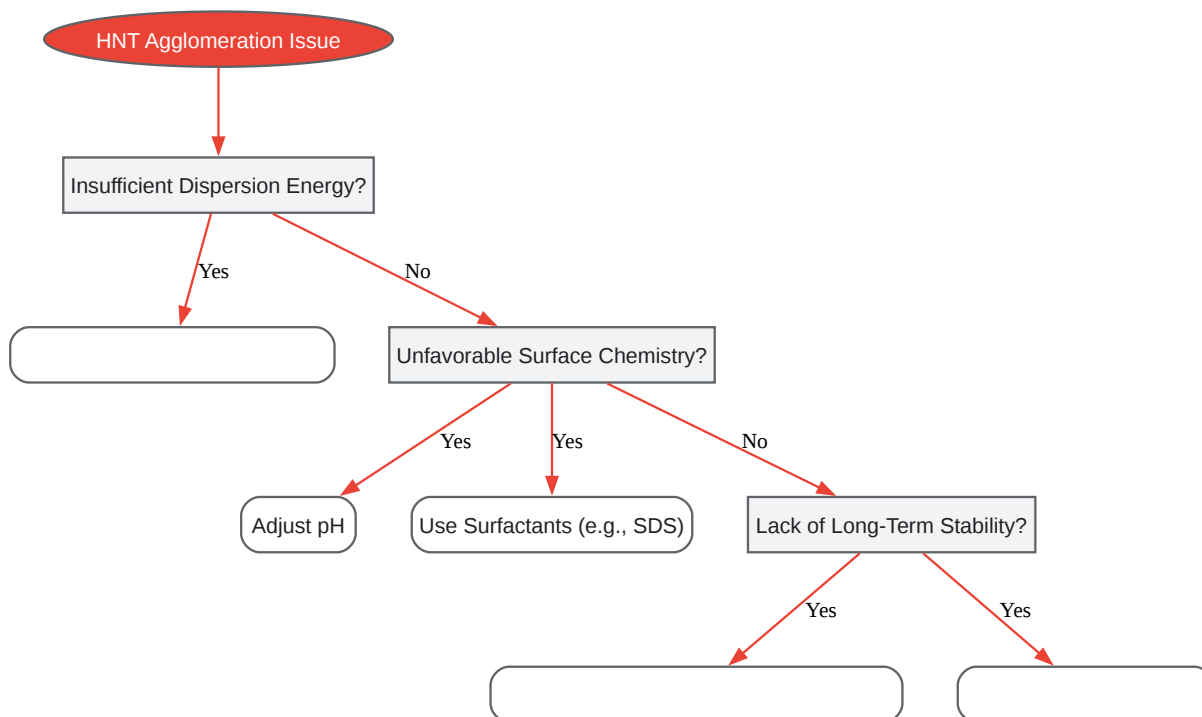 HNT Agglomeration Issue
Insufficient Dispersion Energy?
Yes
No
Unfavorable Surface Chemistry?
Yes
Yes
No
Adjust pH
Use Surfactants (e.g., SDS)
Lack of Long-Term Stability?
Yes
Yes